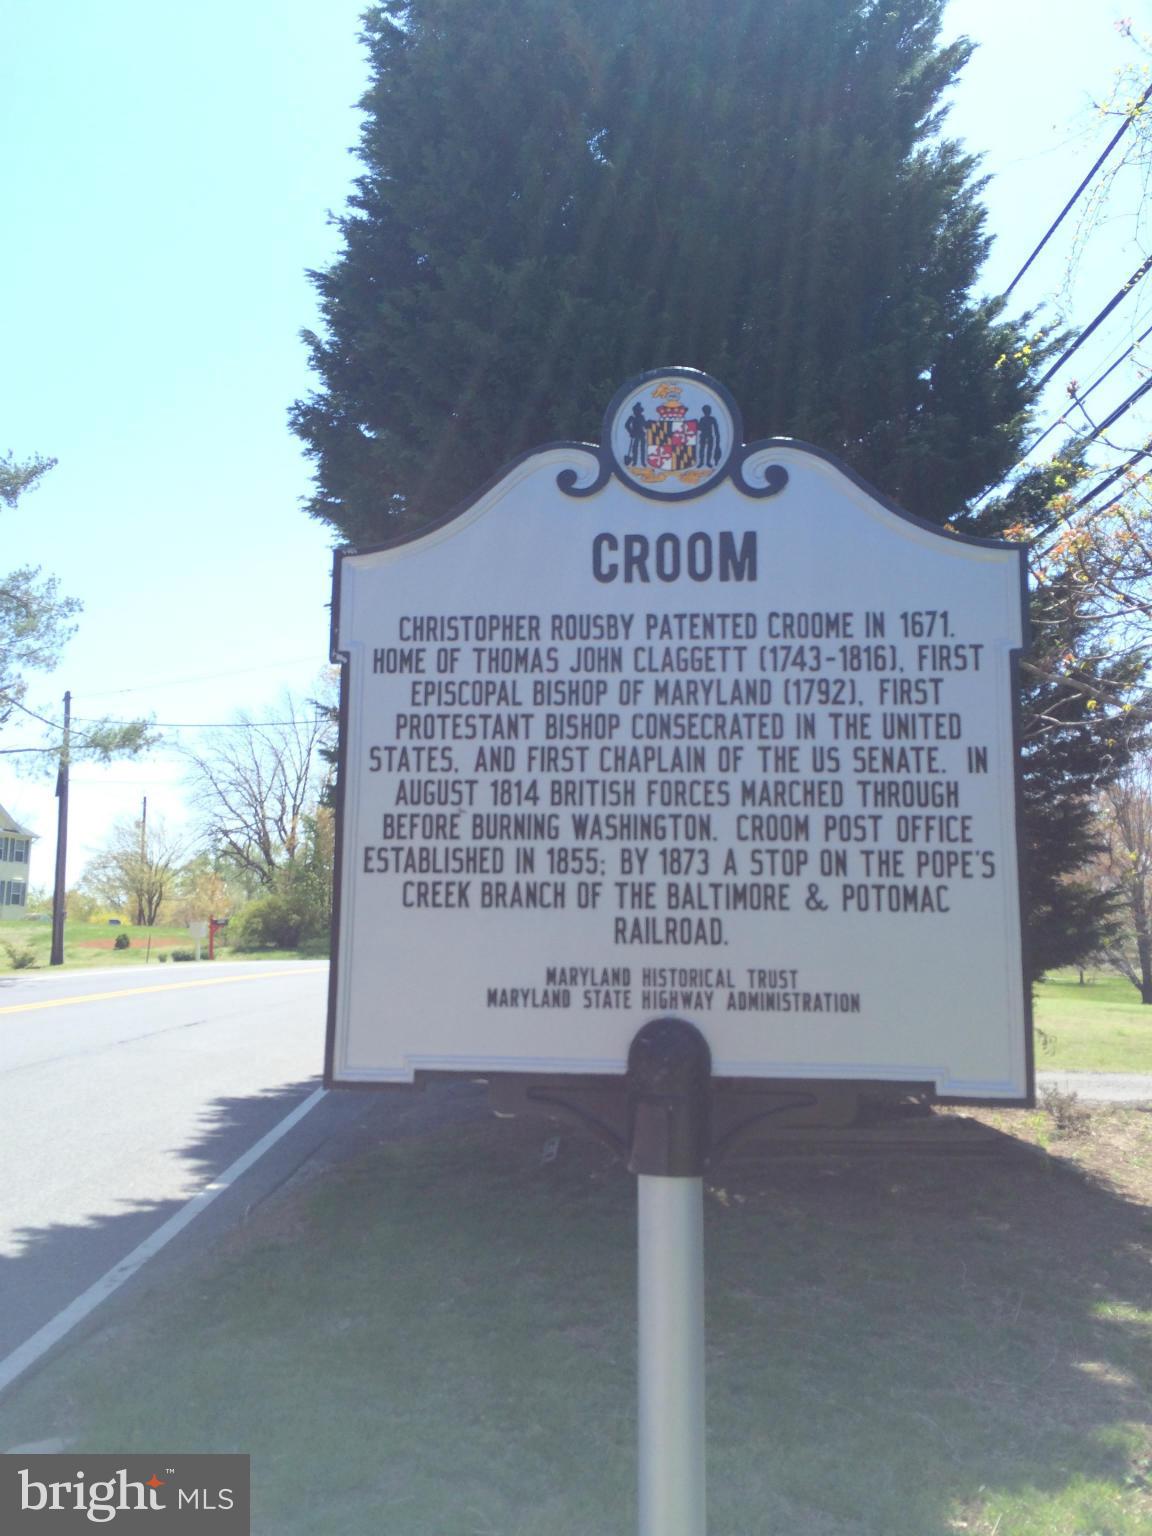 CROOM
CHRISTOPHER ROUSBY PATENTED CROOME IN 1671.
HOME OF THOMAS JOHN CLAGGETT (1743-1816), FIRST
EPISCOPAL BISHOP OF MARYLAND (1792), FIRST
PROTESTANT BISHOP CONSECRATED IN THE UNITED
STATES, AND FIRST CHAPLAIN OF THE US SENATE. IN
AUGUST 1814 BRITISH FORCES MARCHED THROUGH
BEFORE BURNING WASHINGTON. CROOM POST OFFICE
ESTABLISHED IN 1855; BY 1873 A STOP ON THE POPE'S
CREEK BRANCH OF THE BALTIMORE & POTOMAC
RAILROAD.
MARYLAND HISTORICAL TRUST
MARYLAND STATE HIGHWAY ADMINISTRATION
bright™ MLS